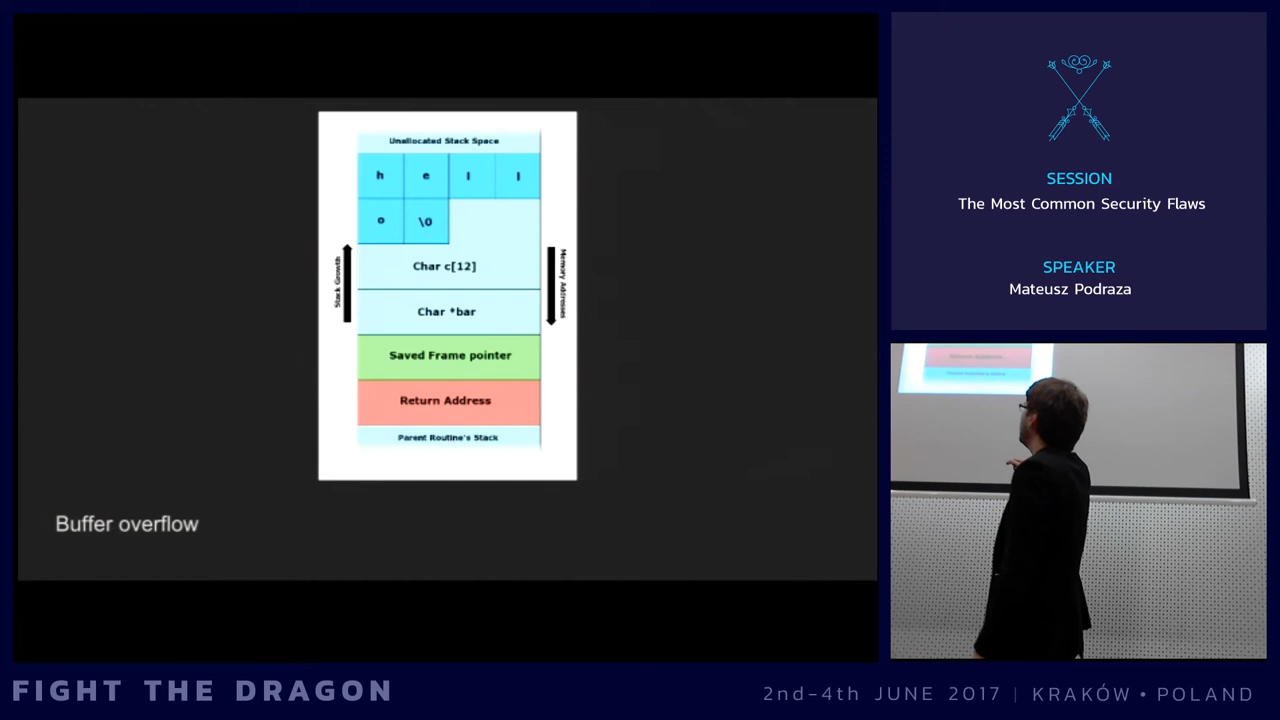 Unallocated Stack Space
h e l l
o \0
Char c[12]
Stack Growth
Memory Addresses
Char *bar
Saved Frame pointer
Return Address
Parent Routine's Stack
Buffer overflow
SESSION
The Most Common Security Flaws
SPEAKER
Mateusz Podraza
FIGHT THE DRAGON
2nd-4th JUNE 2017 | KRAKÓW • POLAND